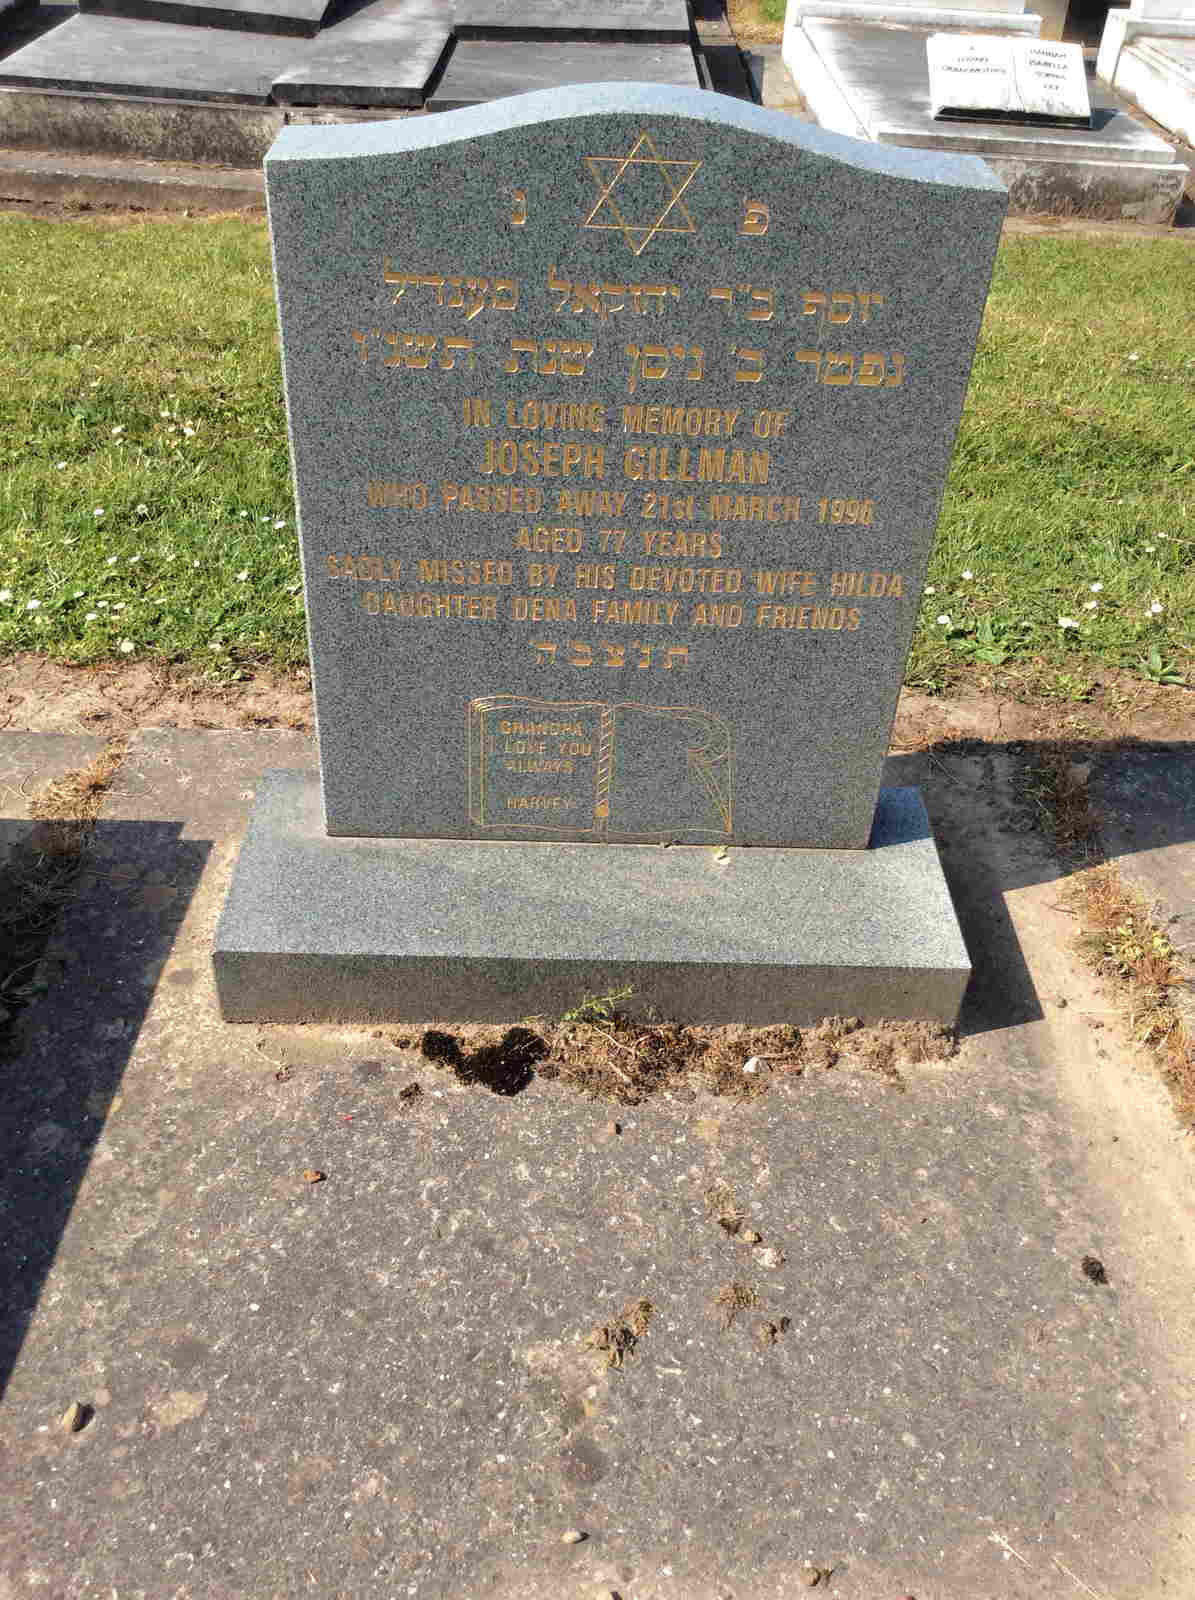 פ נ
יוסף ב"ר יחזקאל מענדיל
נפטר ב' ניסן שנת תשנ"ו
IN LOVING MEMORY OF
JOSEPH GILLMAN
WHO PASSED AWAY 21st MARCH 1996
AGED 77 YEARS
SADLY MISSED BY HIS DEVOTED WIFE HILDA
DAUGHTER DENA FAMILY AND FRIENDS
ת נ צ ב ה
GRANDPA
LOVE YOU
ALWAYS
HARVEY
HANNAH
ISABELLA